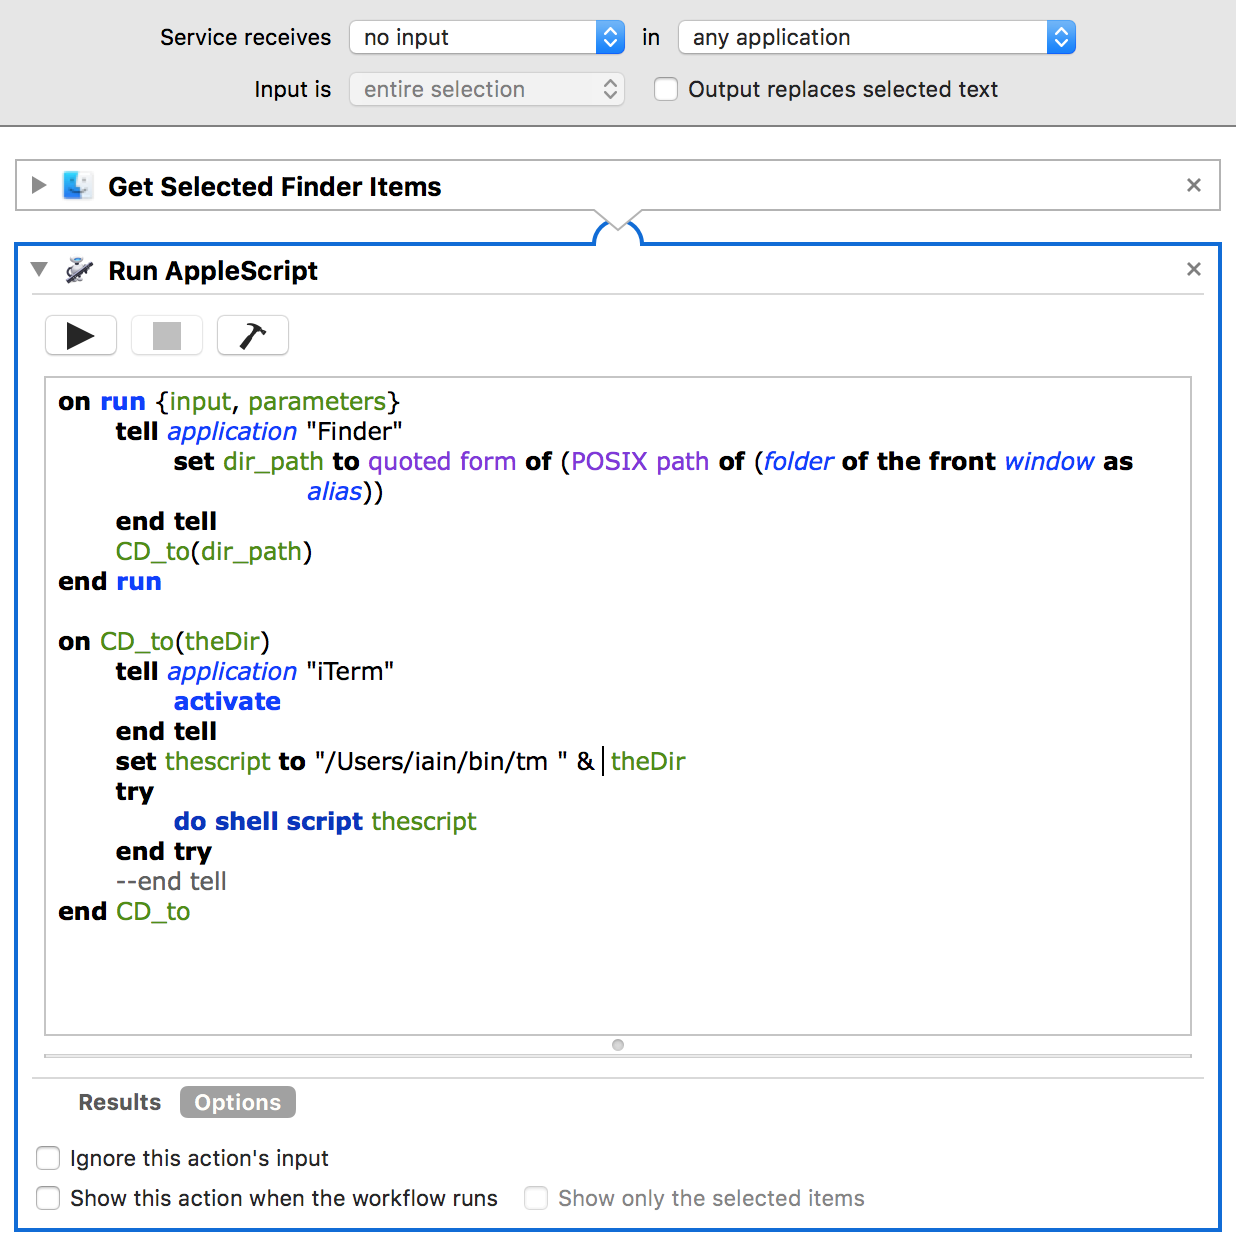 Service receives no input in any application
Input is entire selection Output replaces selected text
Get Selected Finder Items
Run AppleScript
on run {input, parameters}
tell application "Finder"
set dir_path to quoted form of (POSIX path of (folder of the front window as
alias))
end tell
CD_to(dir_path)
end run
on CD_to(theDir)
tell application "iTerm"
activate
end tell
set thescript to "/Users/iain/bin/tm " & theDir
try
do shell script thescript
end try
--end tell
end CD_to
Results Options
Ignore this action's input
Show this action when the workflow runs Show only the selected items